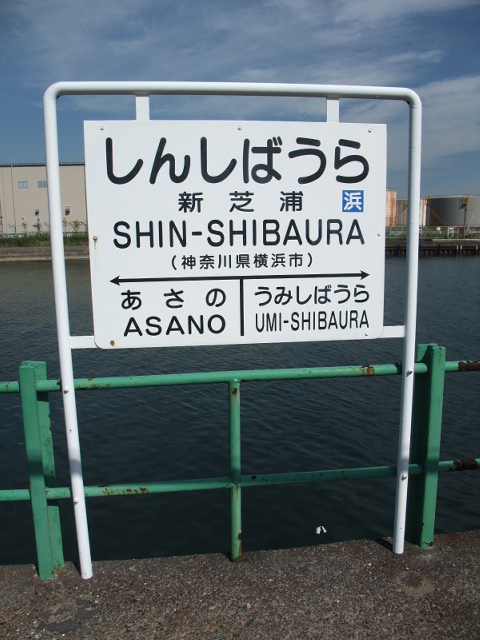 しんしばうら
新芝浦 浜
SHIN-SHIBAURA
(神奈川県横浜市)
あさの うみしばうら
ASANO UMI-SHIBAURA